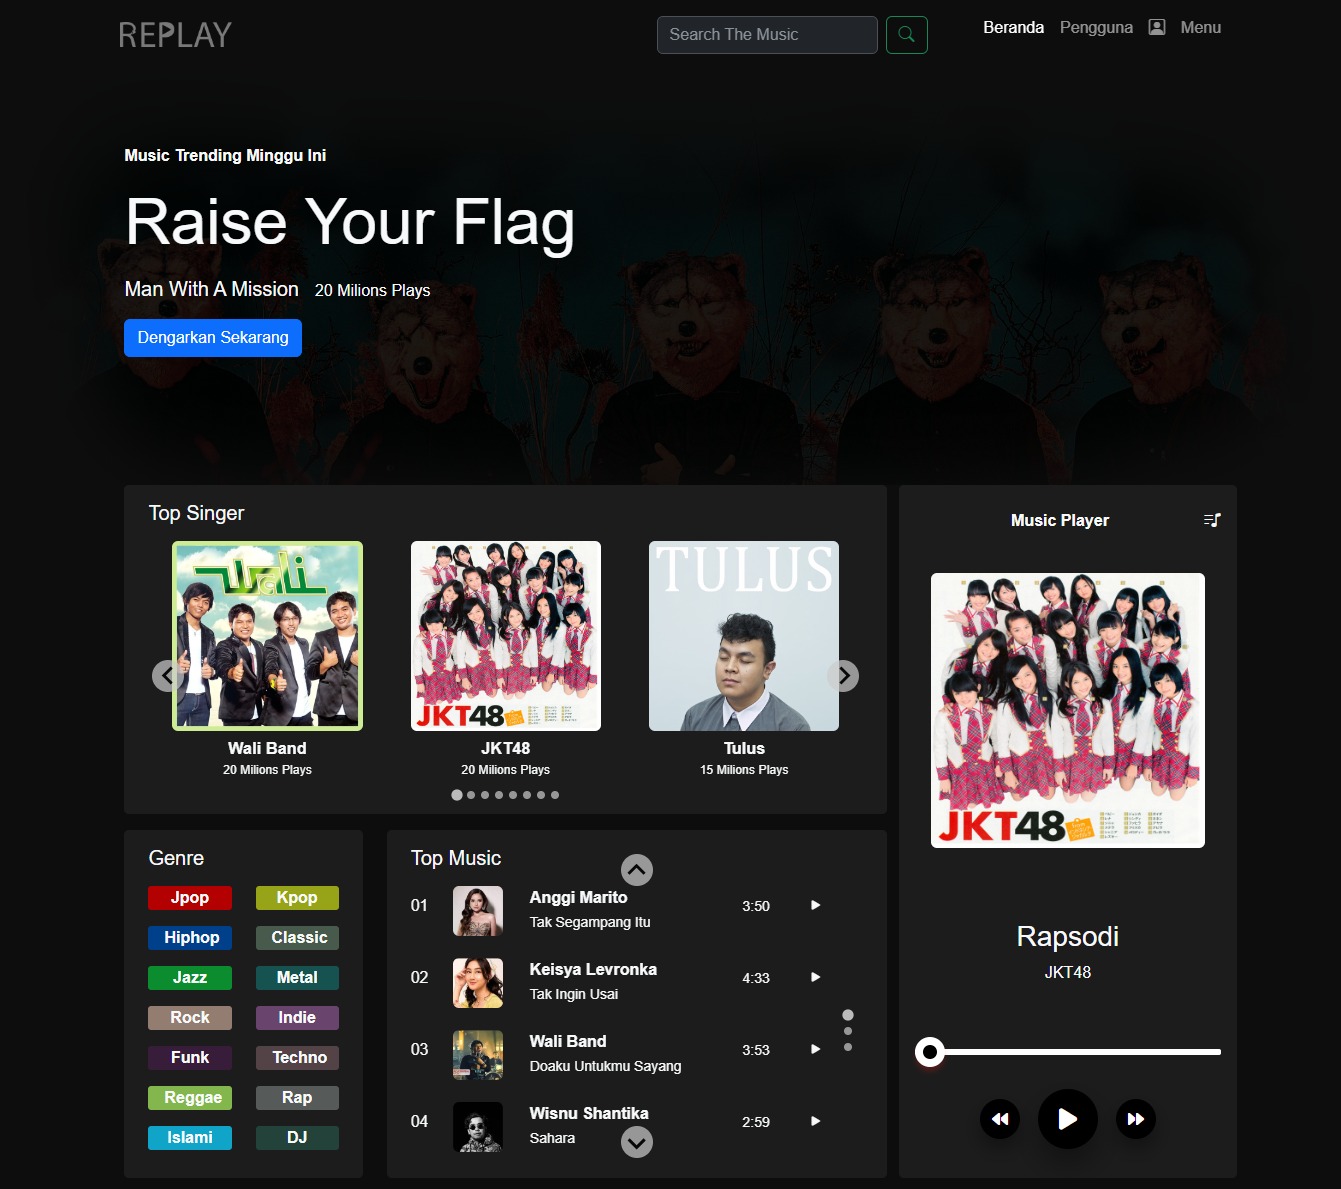 REPLAY
Search The Music
Beranda
Pengguna
Menu
Music Trending Minggu Ini
Raise Your Flag
Man With A Mission 20 Milions Plays
Dengarkan Sekarang
Top Singer
Wali
JKT48
TULUS
Wali Band
20 Milions Plays
JKT48
20 Milions Plays
Tulus
15 Milions Plays
Genre
Jpop
Kpop
Hiphop
Classic
Jazz
Metal
Rock
Indie
Funk
Techno
Reggae
Rap
Islami
DJ
Top Music
01
Anggi Marito
Tak Segampang Itu
3:50
02
Keisya Levronka
Tak Ingin Usai
4:33
03
Wali Band
Doaku Untukmu Sayang
3:53
04
Wisnu Shantika
Sahara
2:59
Music Player
JKT48
Rapsodi
JKT48